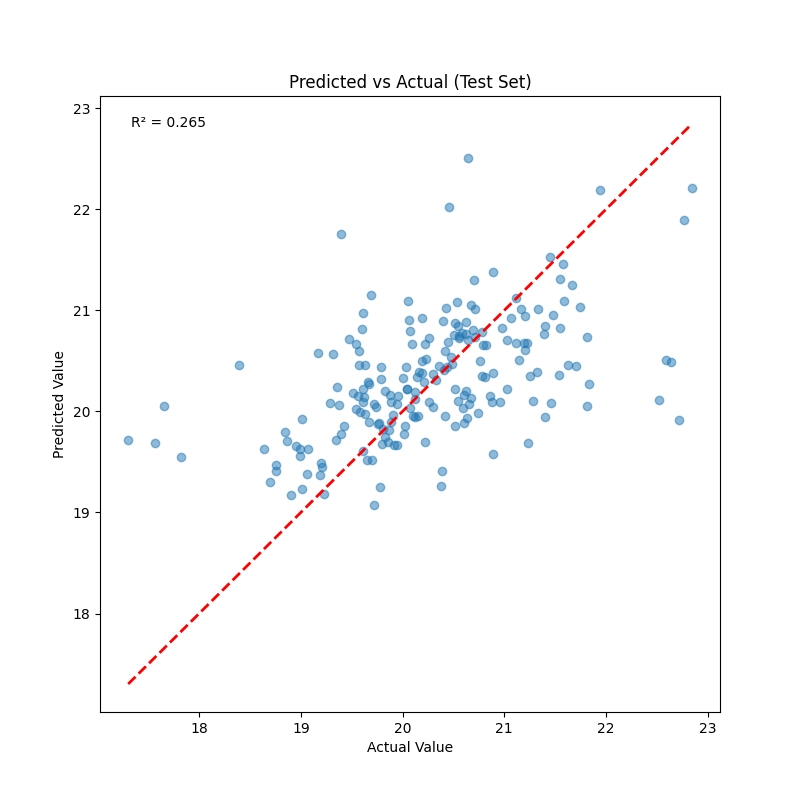 Predicted vs Actual (Test Set)
R² = 0.265
23
22
21
20
19
18
Predicted Value
18 19 20 21 22 23
Actual Value